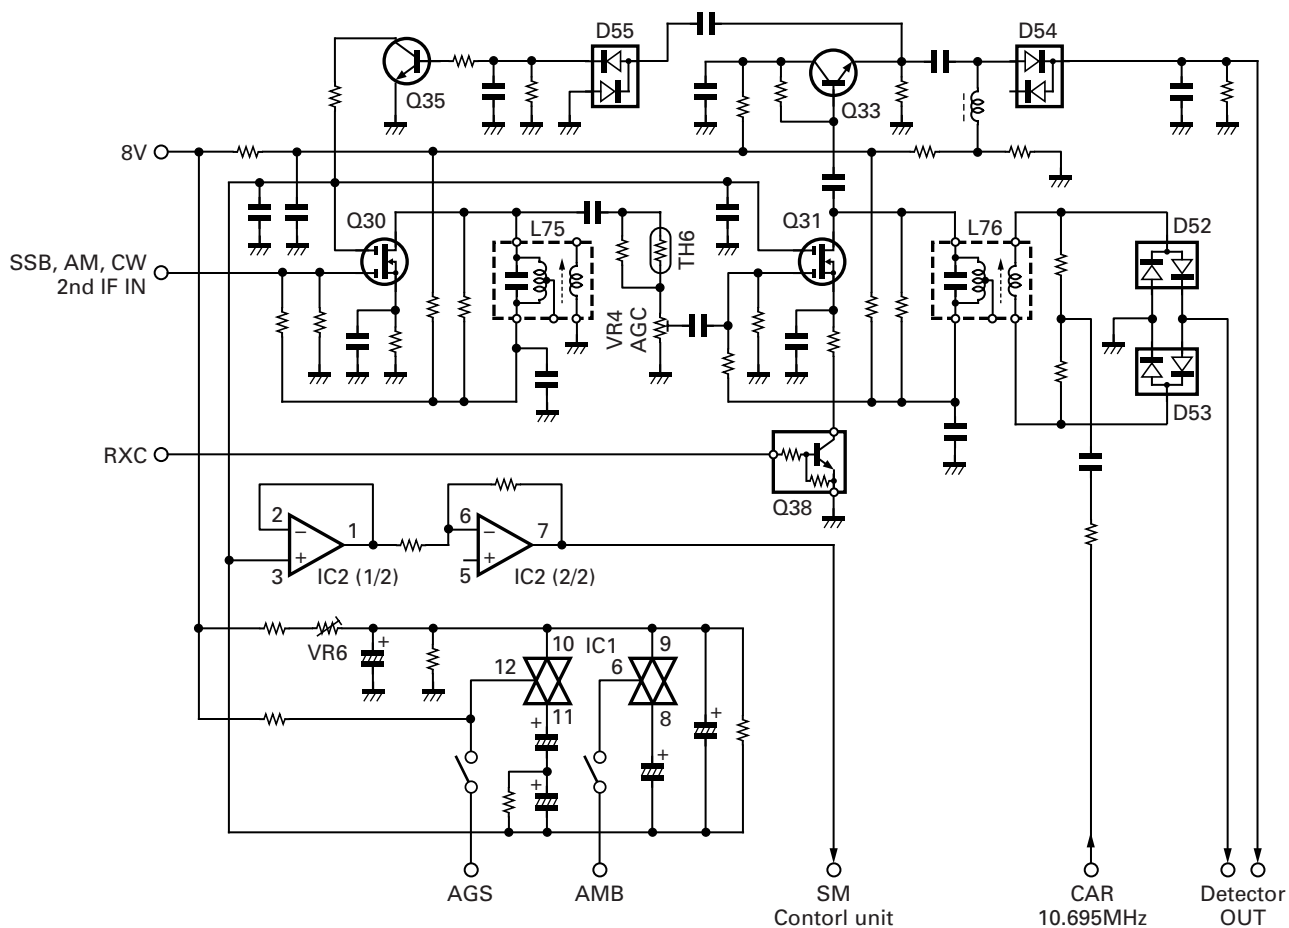 D55
D54
Q35
Q33
8V
Q30
L75
TH6
Q31
L76
D52
SSB, AM, CW
2nd IF IN
VR4
AGC
D53
RXC
Q38
2
1
6
7
3
IC2 (1/2)
5
IC2 (2/2)
−
+
−
+
VR6
+
10
IC1
9
12
6
11
8
+
+
+
+
AGS
AMB
SM
Contorl unit
CAR
10.695MHz
Detector
OUT